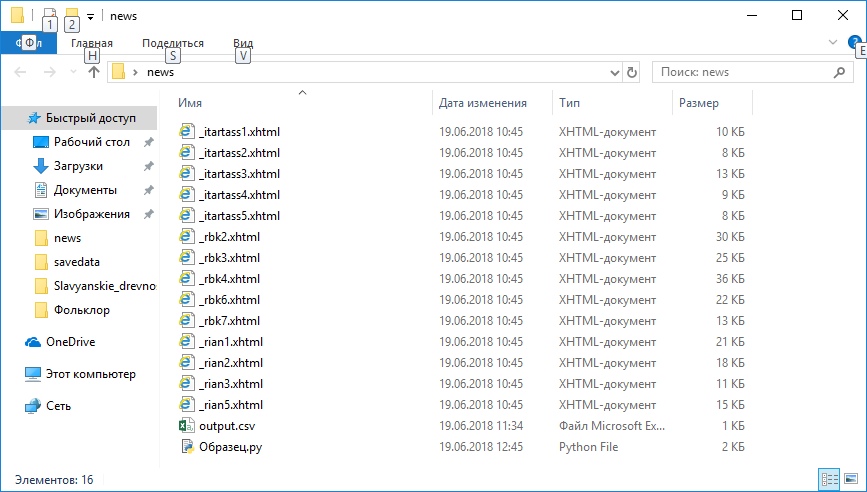 news
1 2
Ф
Главная Поделиться Вид
Н S V E
news Поиск: news
Имя Дата изменения Тип Размер
Быстрый доступ
Рабочий стол
Загрузки
Документы
Изображения
news
savedata
Slavyanskie_drevno
Фольклор
OneDrive
Этот компьютер
Сеть
_itartass1.xhtml 19.06.2018 10:45 XHTML-документ 10 КБ
_itartass2.xhtml 19.06.2018 10:45 XHTML-документ 8 КБ
_itartass3.xhtml 19.06.2018 10:45 XHTML-документ 13 КБ
_itartass4.xhtml 19.06.2018 10:45 XHTML-документ 9 КБ
_itartass5.xhtml 19.06.2018 10:45 XHTML-документ 8 КБ
_rbk2.xhtml 19.06.2018 10:45 XHTML-документ 30 КБ
_rbk3.xhtml 19.06.2018 10:45 XHTML-документ 25 КБ
_rbk4.xhtml 19.06.2018 10:45 XHTML-документ 36 КБ
_rbk6.xhtml 19.06.2018 10:45 XHTML-документ 22 КБ
_rbk7.xhtml 19.06.2018 10:45 XHTML-документ 13 КБ
_rian1.xhtml 19.06.2018 10:45 XHTML-документ 21 КБ
_rian2.xhtml 19.06.2018 10:45 XHTML-документ 18 КБ
_rian3.xhtml 19.06.2018 10:45 XHTML-документ 11 КБ
_rian5.xhtml 19.06.2018 10:45 XHTML-документ 15 КБ
output.csv 19.06.2018 11:34 Файл Microsoft Ex... 1 КБ
Образец.py 19.06.2018 12:45 Python File 2 КБ
Элементов: 16